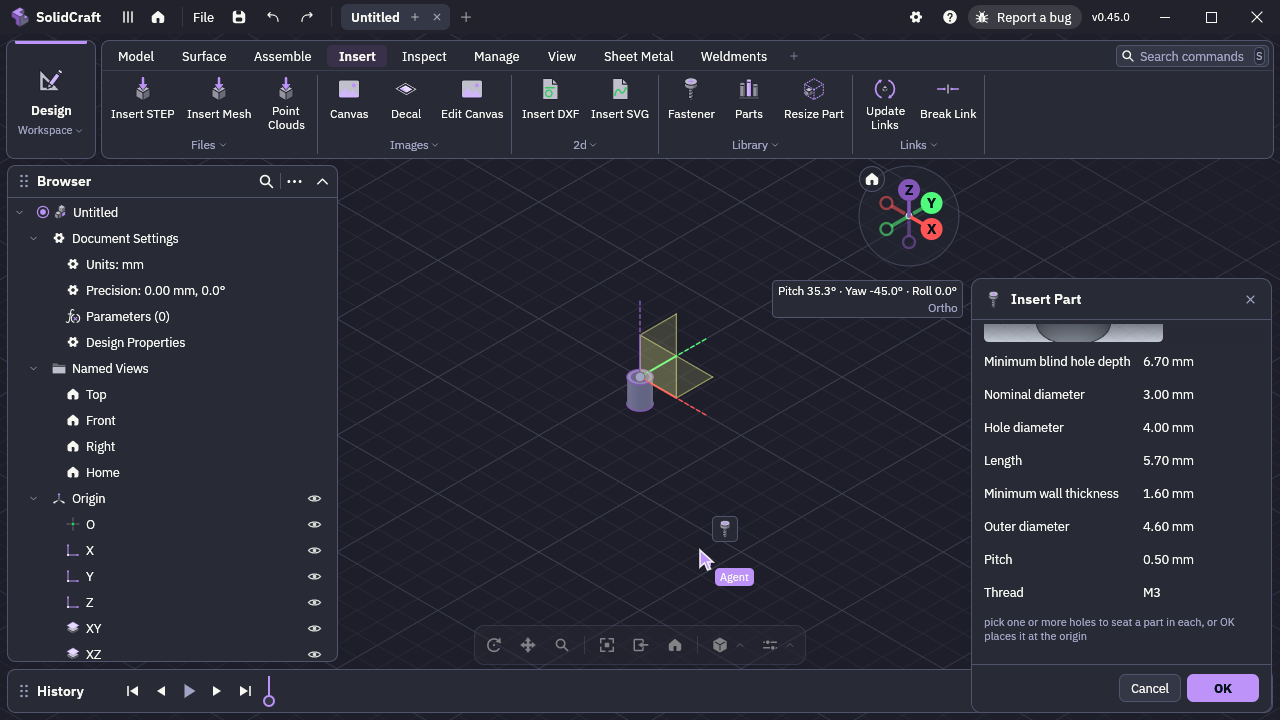 SolidCraft
File
Untitled
Report a bug
v0.45.0
Design
Workspace
Model
Surface
Assemble
Insert
Inspect
Manage
View
Sheet Metal
Weldments
Search commands
S
Insert STEP
Insert Mesh
Point
Clouds
Files
Canvas
Decal
Edit Canvas
Images
Insert DXF
Insert SVG
2d
Fastener
Parts
Resize Part
Library
Update
Links
Break Link
Links
Browser
Untitled
Document Settings
Units: mm
Precision: 0.00 mm, 0.0°
Parameters (0)
Design Properties
Named Views
Top
Front
Right
Home
Origin
O
X
Y
Z
XY
XZ
Z
Y
X
Pitch 35.3° · Yaw -45.0° · Roll 0.0°
Ortho
Agent
Insert Part
Minimum blind hole depth 6.70 mm
Nominal diameter 3.00 mm
Hole diameter 4.00 mm
Length 5.70 mm
Minimum wall thickness 1.60 mm
Outer diameter 4.60 mm
Pitch 0.50 mm
Thread M3
pick one or more holes to seat a part in each, or OK
places it at the origin
Cancel
OK
History